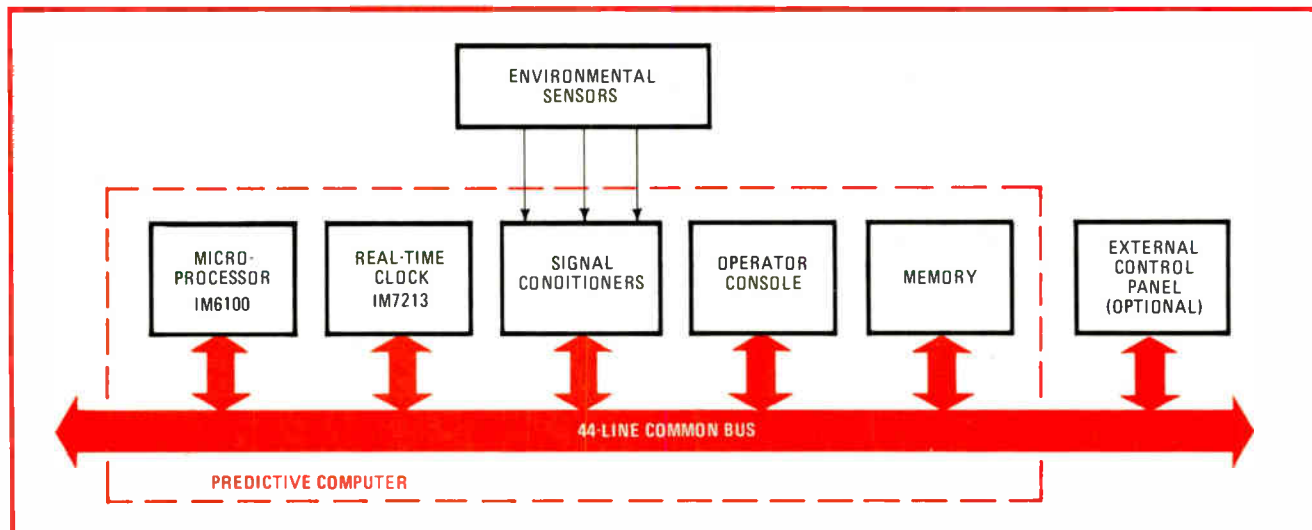 ENVIRONMENTAL
SENSORS
MICRO-
PROCESSOR
IM6100
REAL-TIME
CLOCK
IM7213
SIGNAL
CONDITIONERS
OPERATOR
CONSOLE
MEMORY
EXTERNAL
CONTROL
PANEL
(OPTIONAL)
44-LINE COMMON BUS
PREDICTIVE COMPUTER